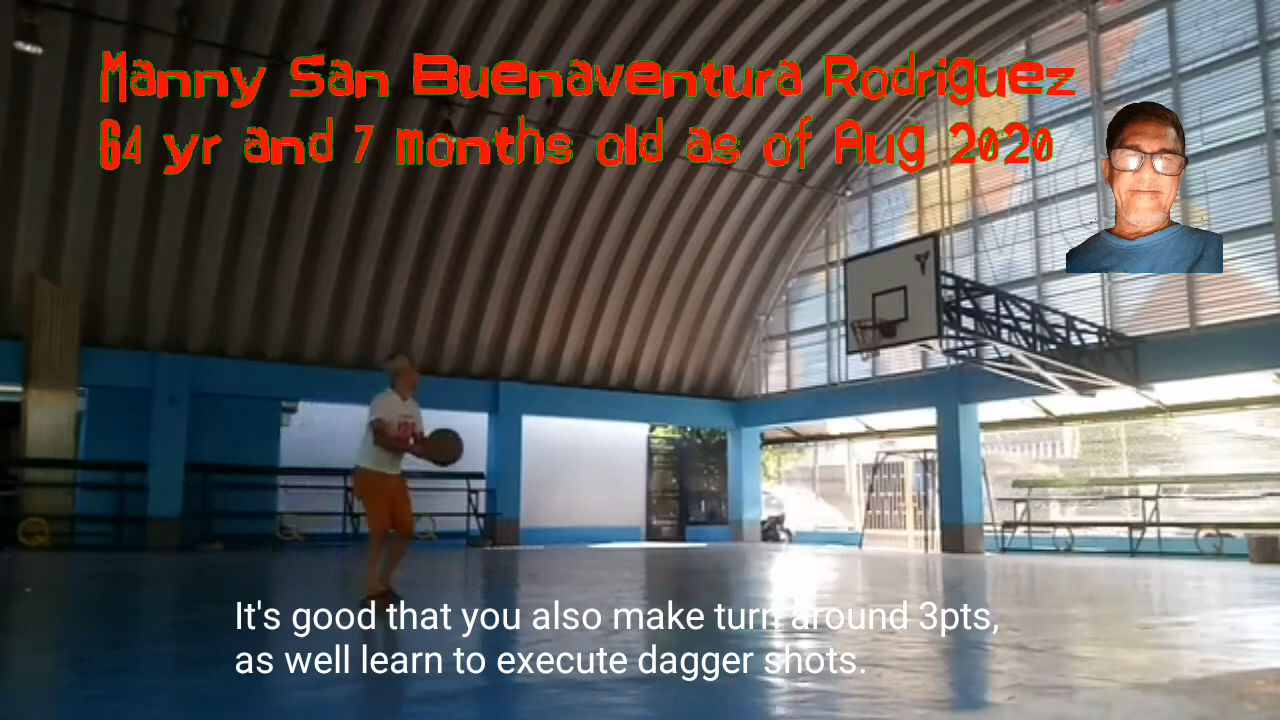 Manny San Buenaventura Rodriguez
64 yr and 7 months old as of Aug 2020
It's good that you also make turn around 3pts,
as well learn to execute dagger shots.